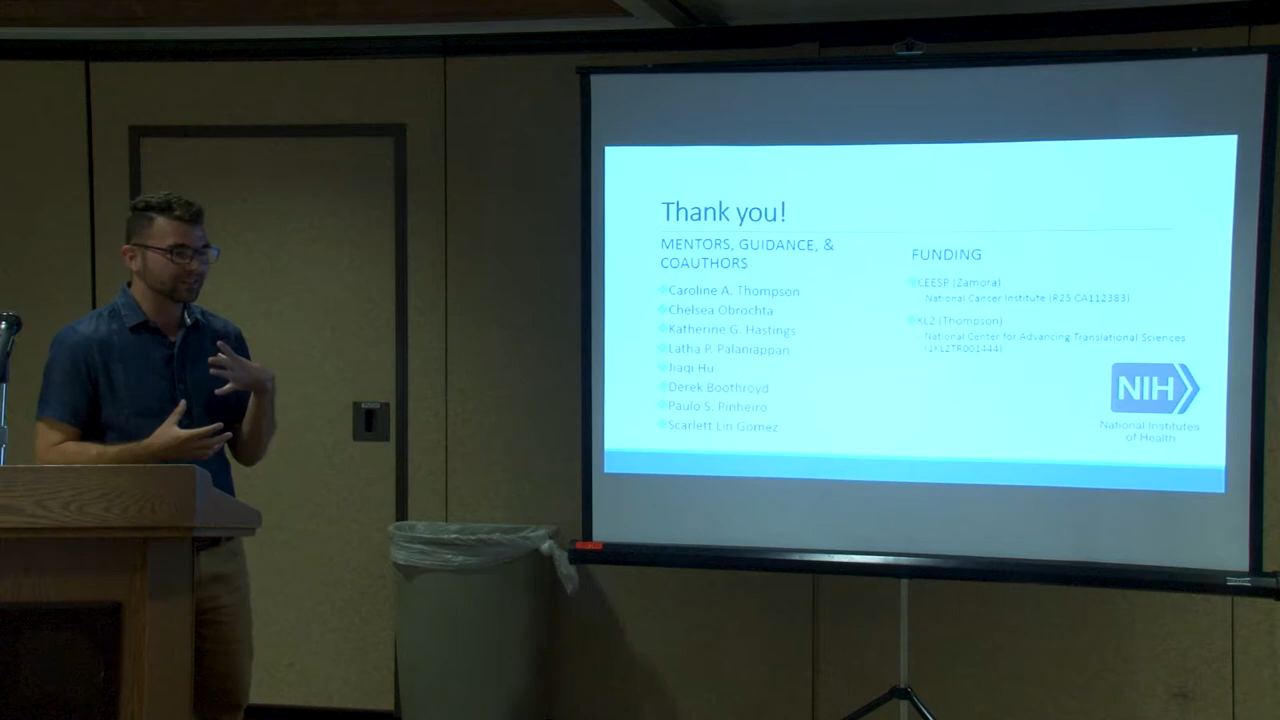 Thank you!
MENTORS, GUIDANCE, &
COAUTHORS
Caroline A. Thompson
Chelsea Obrochta
Katherine G. Hastings
Latha P. Palaniappan
Jiaqi Hu
Derek Boothroyd
Paulo S. Pinheiro
Scarlett Lin Gomez
FUNDING
CEESP (Zamora)
National Cancer Institute (R25 CA112383)
KL2 (Thompson)
National Center for Advancing Translational Sciences
(1KL2TR001444)
NIH
National Institutes
of Health